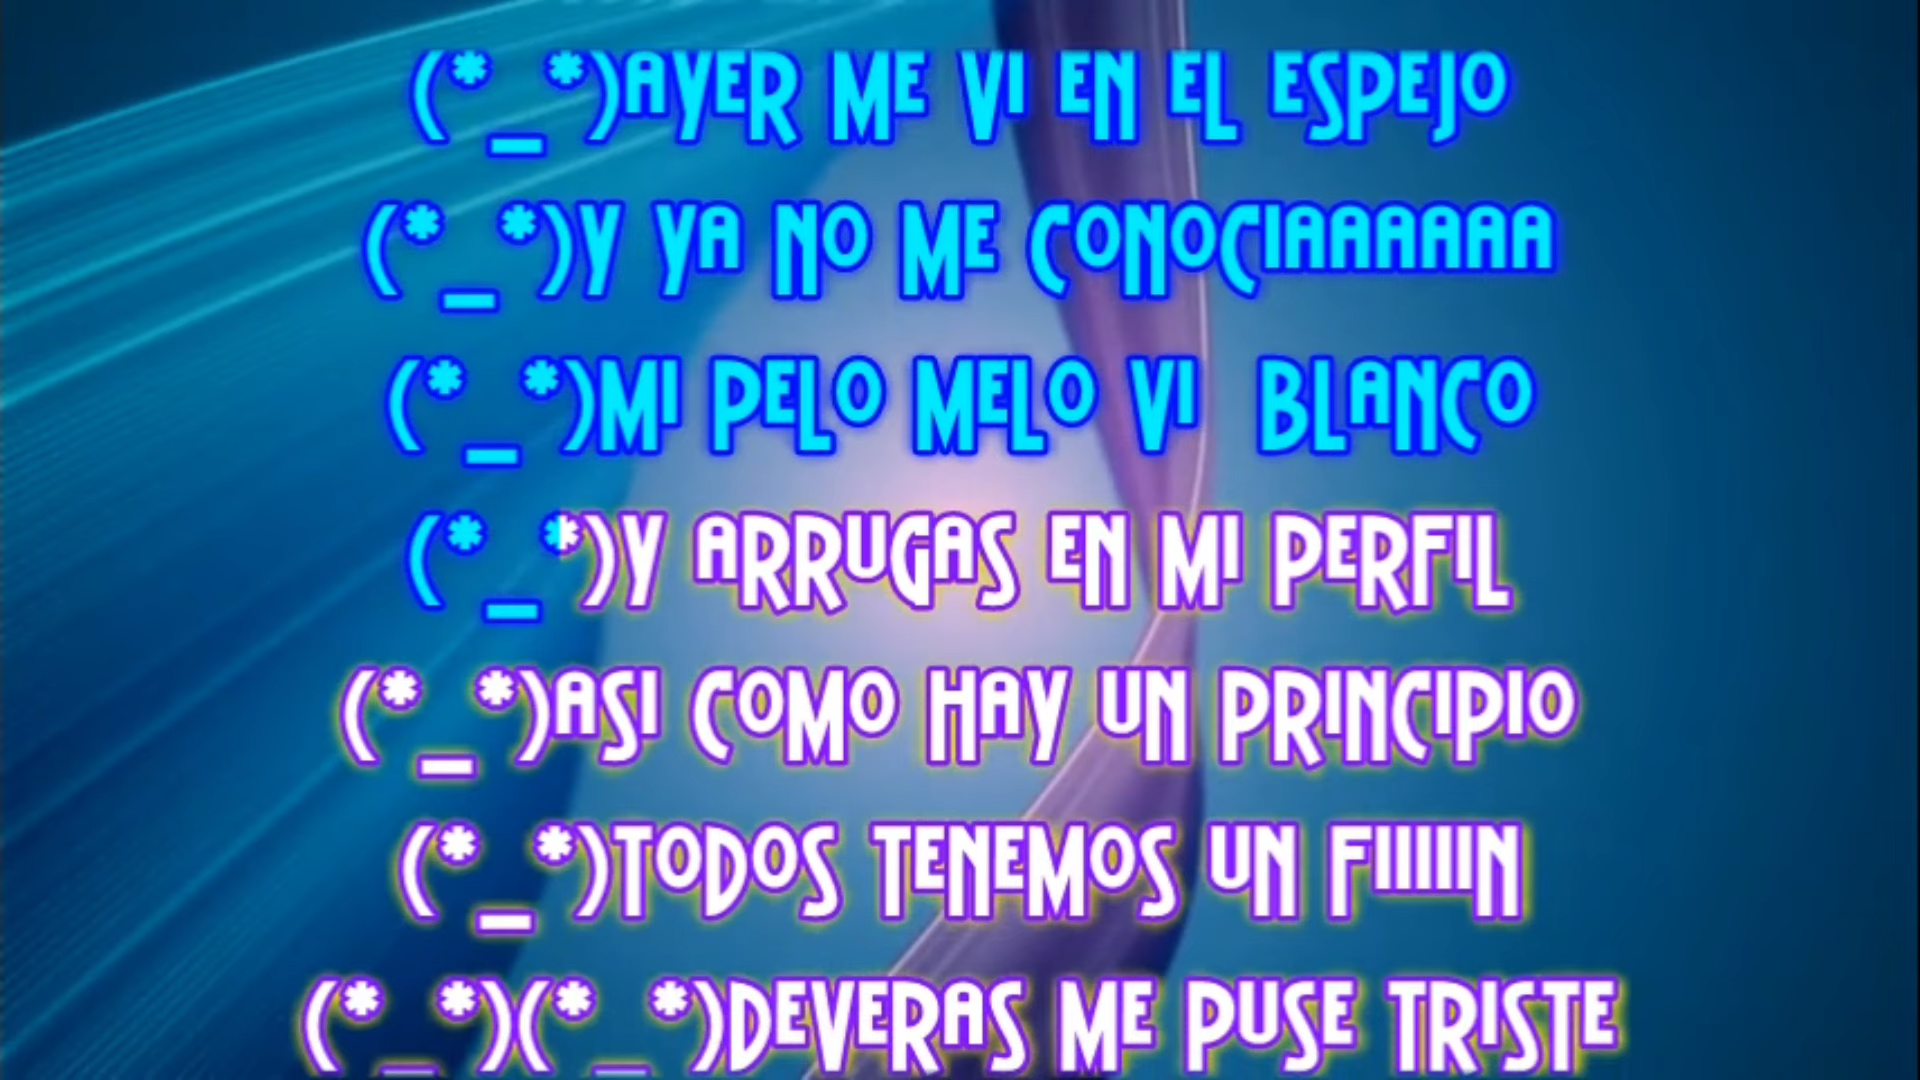 (*_*)AYER ME VI EN EL ESPEJO
(*_*)Y YA NO ME CONOCIAAAAAA
(*_*)MI PELO MELO VI  BLANCO
(*_*)Y ARRUGAS EN MI PERFIL
(*_*)ASI COMO HAY UN PRINCIPIO
(*_*)TODOS TENEMOS UN FIIIIIN
(*_*)(*_*)DEVERAS ME PUSE TRISTE